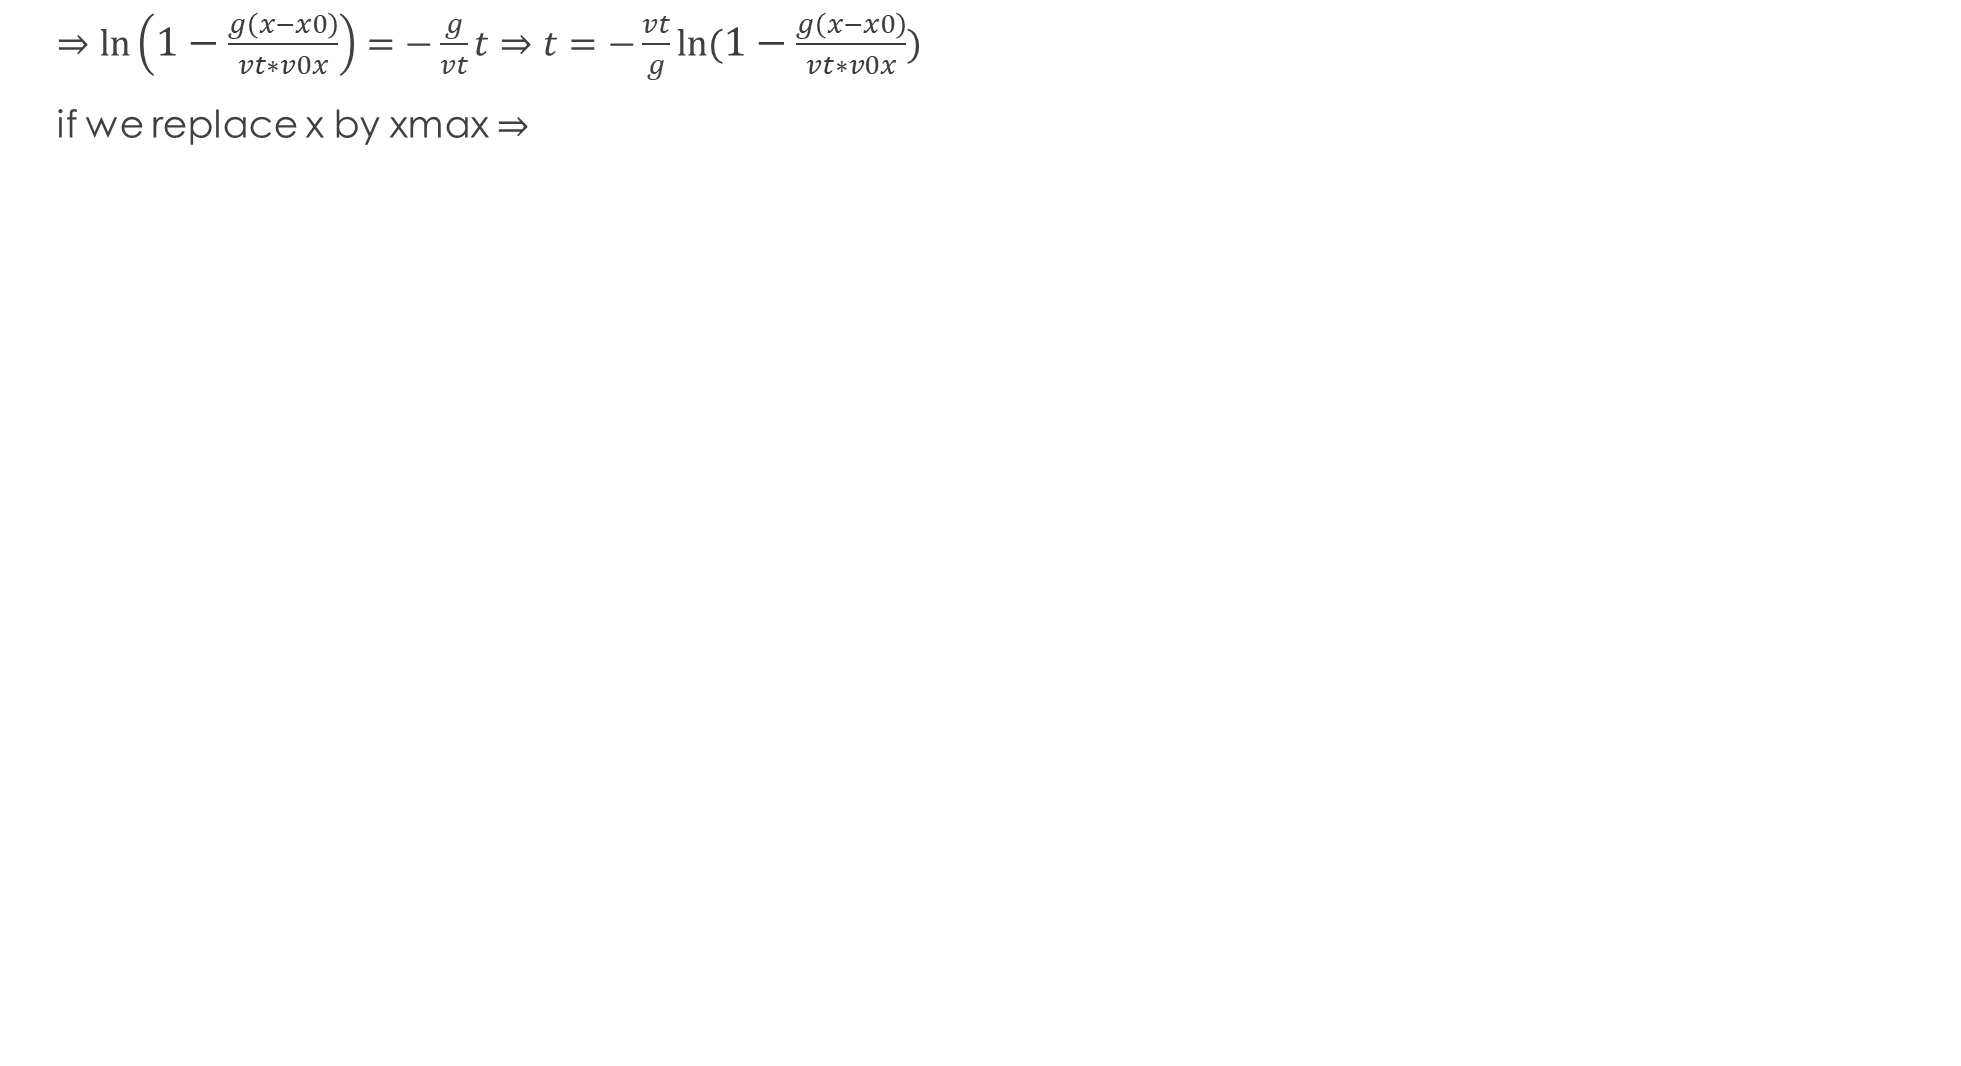 ⇒ ln(1 − g(x−x0)/vt∗v0x) = − g/vt t ⇒ t = − vt/g ln(1 − g(x−x0)/vt∗v0x)
if we replace x by xmax ⇒